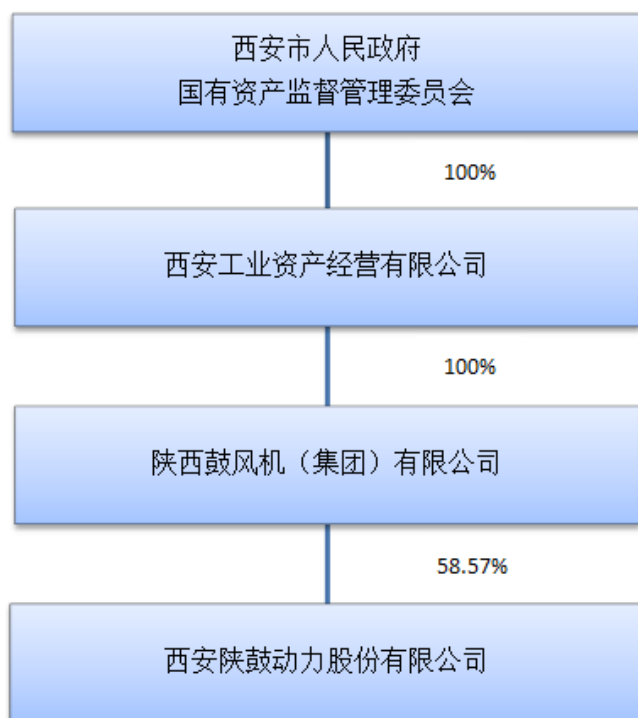 西安市人民政府
国有资产监督管理委员会
100%
西安工业资产经营有限公司
100%
陕西鼓风机（集团）有限公司
58.57%
西安陕鼓动力股份有限公司